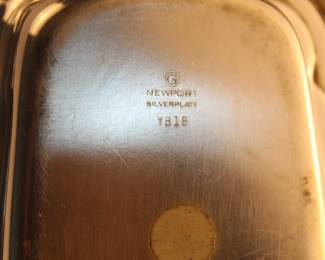 G
NEWPORT
SILVERPLATE
YB18